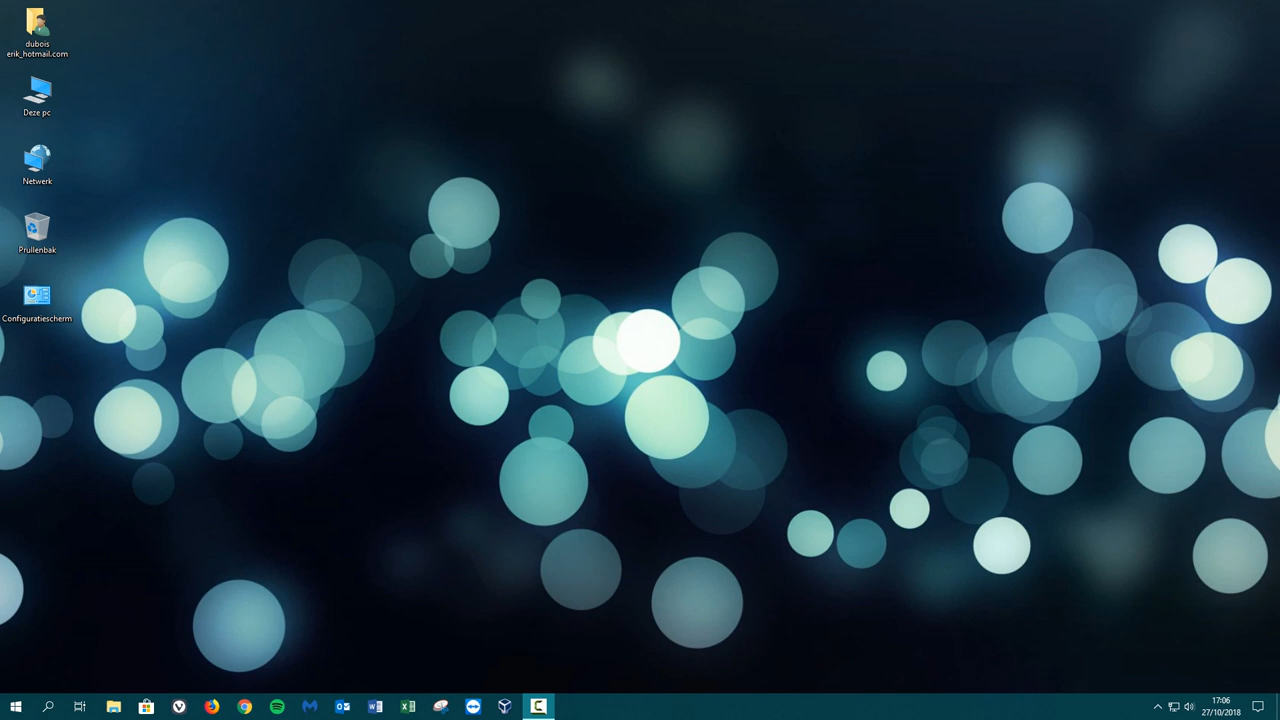 dubois
erik_hotmail.com
Deze pc
Netwerk
Prullenbak
Configuratiescherm
17:06
27/10/2018